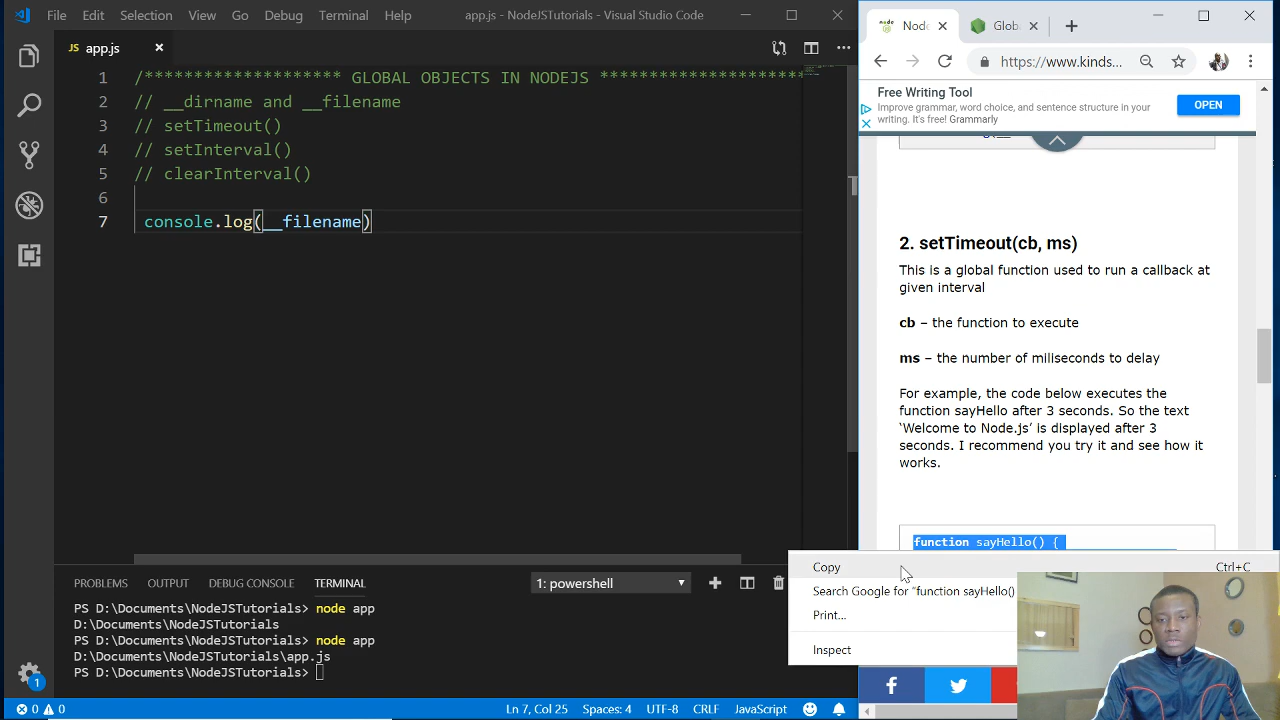 File Edit Selection View Go Debug Terminal Help app.js - NodeJSTutorials - Visual Studio Code
JS app.js
1 /******************* GLOBAL OBJECTS IN NODEJS *********************
2 // __dirname and __filename
3 // setTimeout()
4 // setInterval()
5 // clearInterval()
6
7 console.log(__filename)
PROBLEMS OUTPUT DEBUG CONSOLE TERMINAL 1: powershell
PS D:\Documents\NodeJSTutorials> node app
D:\Documents\NodeJSTutorials
PS D:\Documents\NodeJSTutorials> node app
D:\Documents\NodeJSTutorials\app.js
PS D:\Documents\NodeJSTutorials>
1
0 0 Ln 7, Col 25 Spaces: 4 UTF-8 CRLF JavaScript
node Node
Glob
https://www.kinds...
Free Writing Tool
Improve grammar, word choice, and sentence structure in your
writing. It's free! Grammarly
OPEN
2. setTimeout(cb, ms)
This is a global function used to run a callback at
given interval
cb – the function to execute
ms – the number of miliseconds to delay
For example, the code below executes the
function sayHello after 3 seconds. So the text
‘Welcome to Node.js’ is displayed after 3
seconds. I recommend you try it and see how it
works.
function sayHello() {
Copy Ctrl+C
Search Google for “function sayHello()
Print...
Inspect